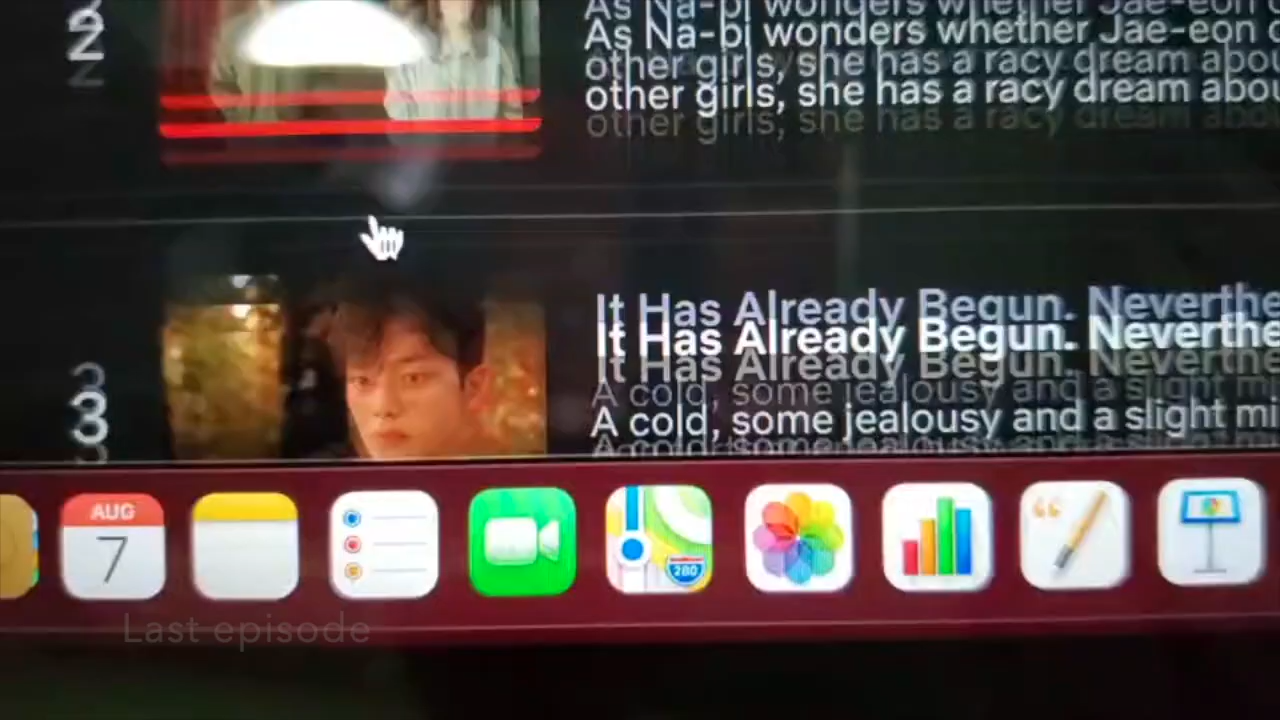 2
As Na-bi wonders whether Jae-eon
other girls, she has a racy dream abou
It Has Already Begun. Neverthe
3
A cold, some jealousy and a slight mi
AUG
7
280
Last episode